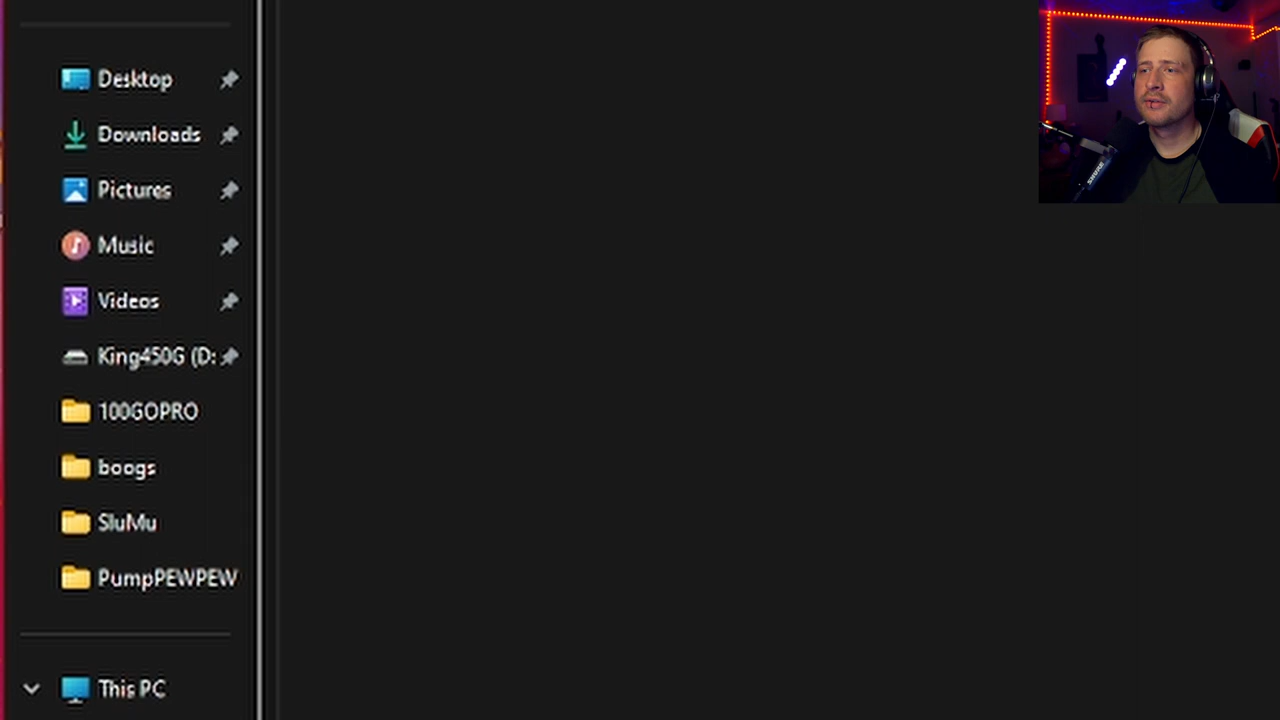 Desktop
Downloads
Pictures
Music
Videos
King450G (D:
100GOPRO
boogs
SluMu
PumpPEWPEW
This PC